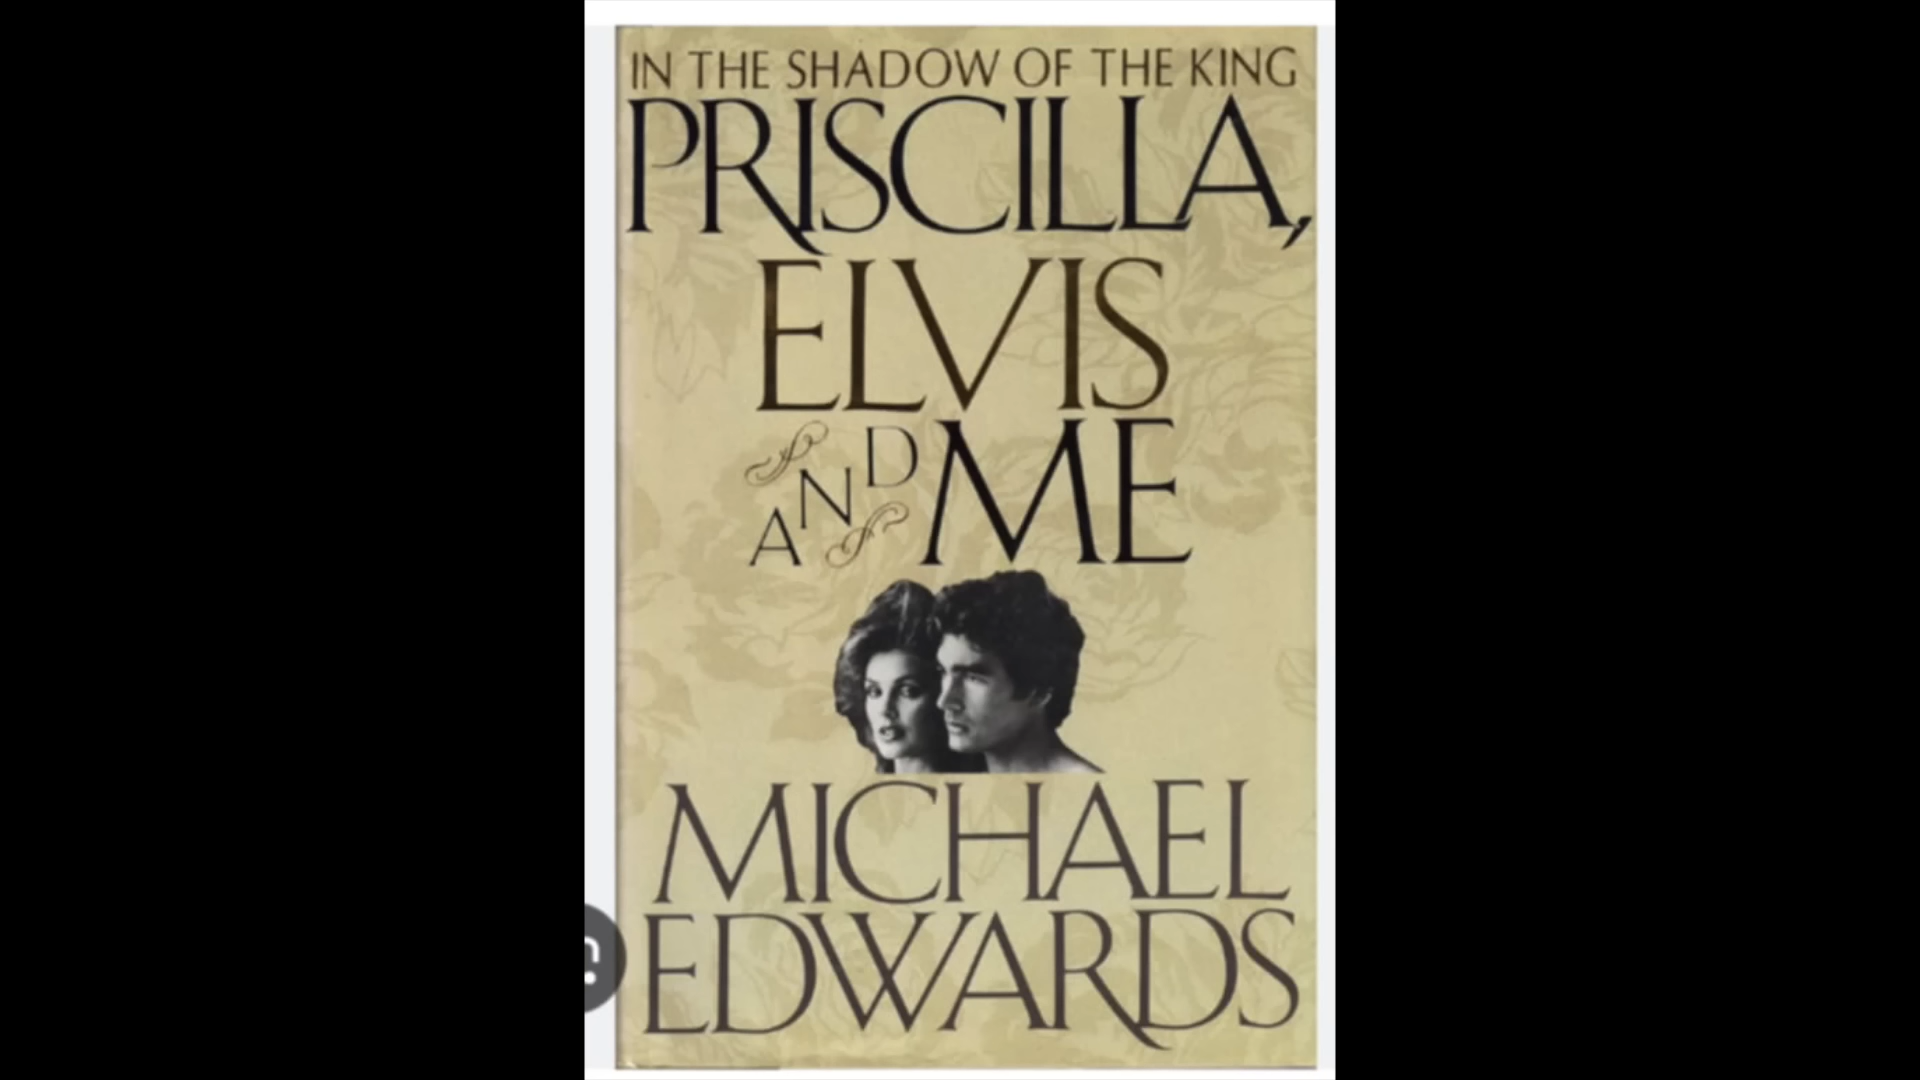 IN THE SHADOW OF THE KING
PRISCILLA,
ELVIS
AND ME
MICHAEL
EDWARDS